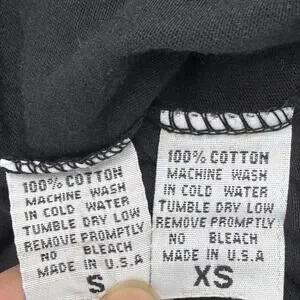 100% COTTON
MACHINE WASH
IN COLD WATER
TUMBLE DRY LOW
REMOVE PROMPTLY
NO BLEACH
MADE IN U.S.A
S
100% COTTON
MACHINE WASH
IN COLD WATER
TUMBLE DRY LOW
REMOVE PROMPTLY
NO BLEACH
MADE IN U.S.A
XS